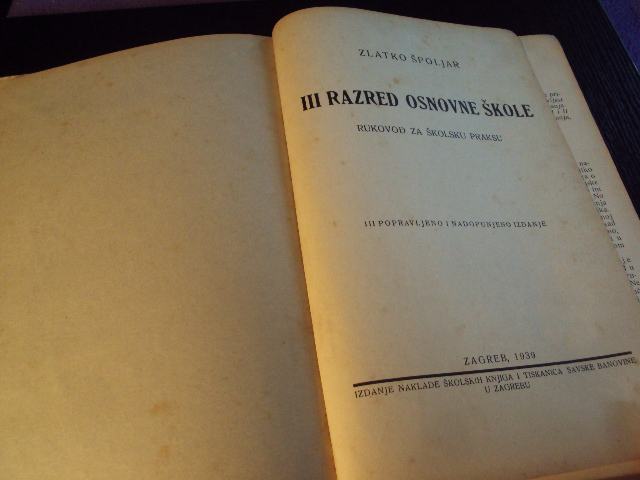 ZLATKO ŠPOLJAR
III RAZRED OSNOVNE ŠKOLE
RUKOVOĐ ZA ŠKOLSKU PRAKSU
III POPRAVLJENO I NADOPUNJENO IZDANJE
ZAGREB, 1939
IZDANJE NAKLADE ŠKOLSKIH KNJIGA I TISKANICA SAVSKE BANOVINE
U ZAGREBU